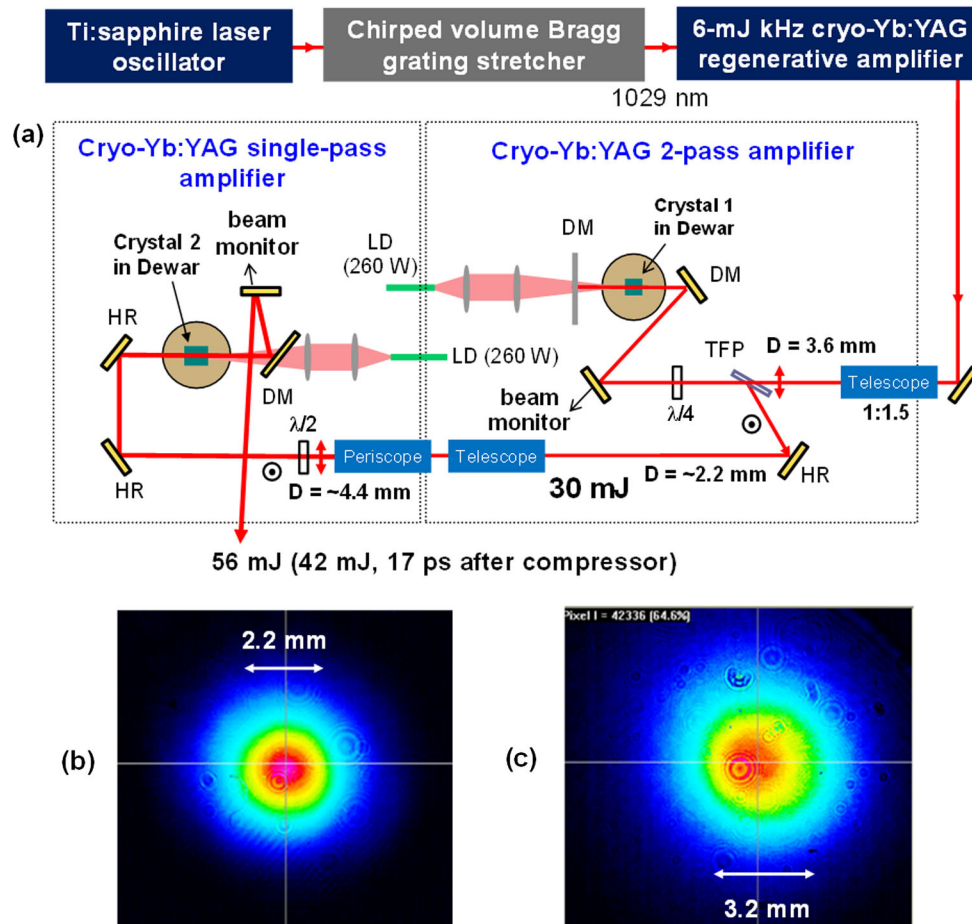 Ti:sapphire laser
oscillator
Chirped volume Bragg
grating stretcher
6-mJ kHz cryo-Yb:YAG
regenerative amplifier
1029 nm
(a)
Cryo-Yb:YAG single-pass
amplifier
Cryo-Yb:YAG 2-pass amplifier
Crystal 2
in Dewar
beam
monitor
LD
(260 W)
DM
Crystal 1
in Dewar
DM
HR
LD (260 W)
DM
TFP
D = 3.6 mm
Telescope
1:1.5
beam
monitor
λ/4
λ/2
HR
Periscope
Telescope
D = ~4.4 mm
30 mJ
D = ~2.2 mm
HR
56 mJ (42 mJ, 17 ps after compressor)
(b)
2.2 mm
(c)
Pixel I = 42336 (64.6%)
3.2 mm